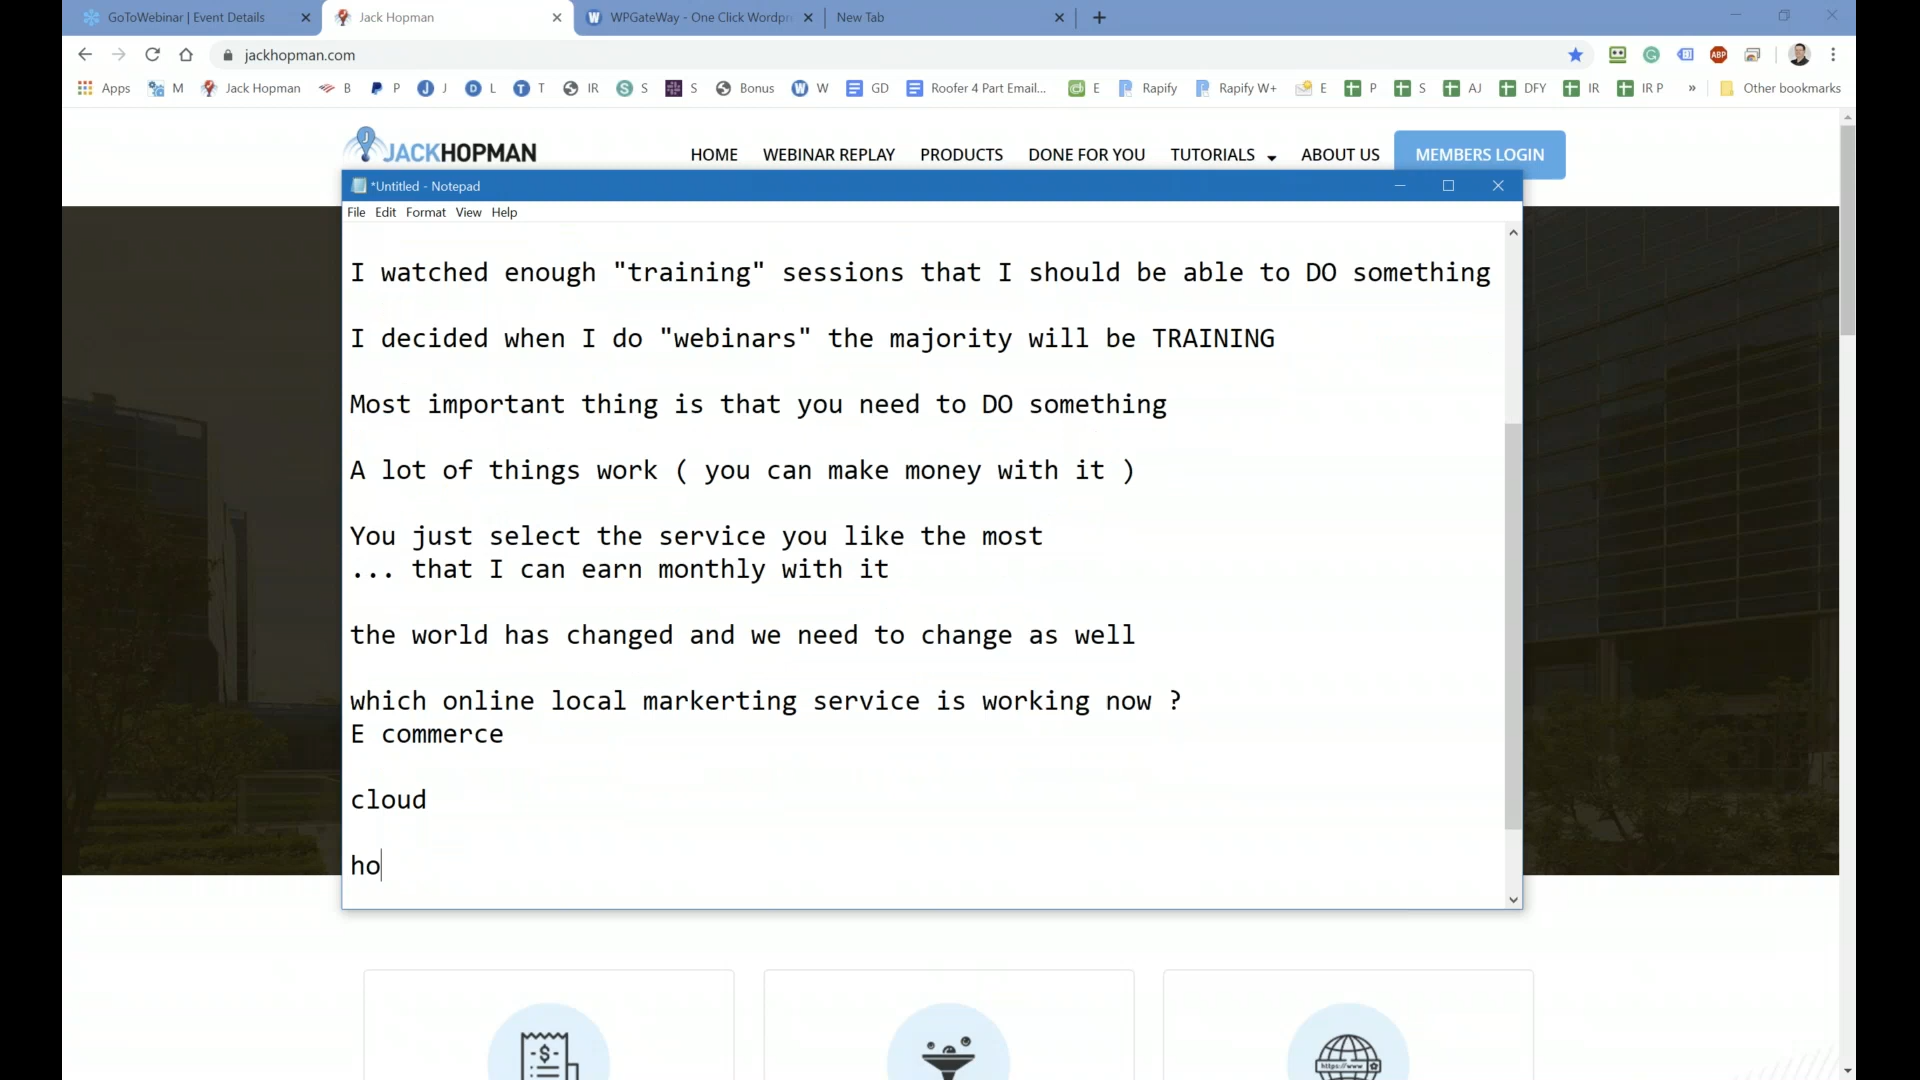 GoToWebinar | Event Details
Jack Hopman
WPGateWay - One Click Wordpr
New Tab
jackhopman.com
ABP
Apps M Jack Hopman B P J L T IR S S Bonus W GD Roofer 4 Part Email... E Rapify Rapify W+ E P S AJ DFY IR IR P » Other bookmarks
JACKHOPMAN
HOME WEBINAR REPLAY PRODUCTS DONE FOR YOU TUTORIALS ABOUT US MEMBERS LOGIN
*Untitled - Notepad
File Edit Format View Help
I watched enough "training" sessions that I should be able to DO something
I decided when I do "webinars" the majority will be TRAINING
Most important thing is that you need to DO something
A lot of things work ( you can make money with it )
You just select the service you like the most
... that I can earn monthly with it
the world has changed and we need to change as well
which online local markerting service is working now ?
E commerce
cloud
ho
-$-
https://www